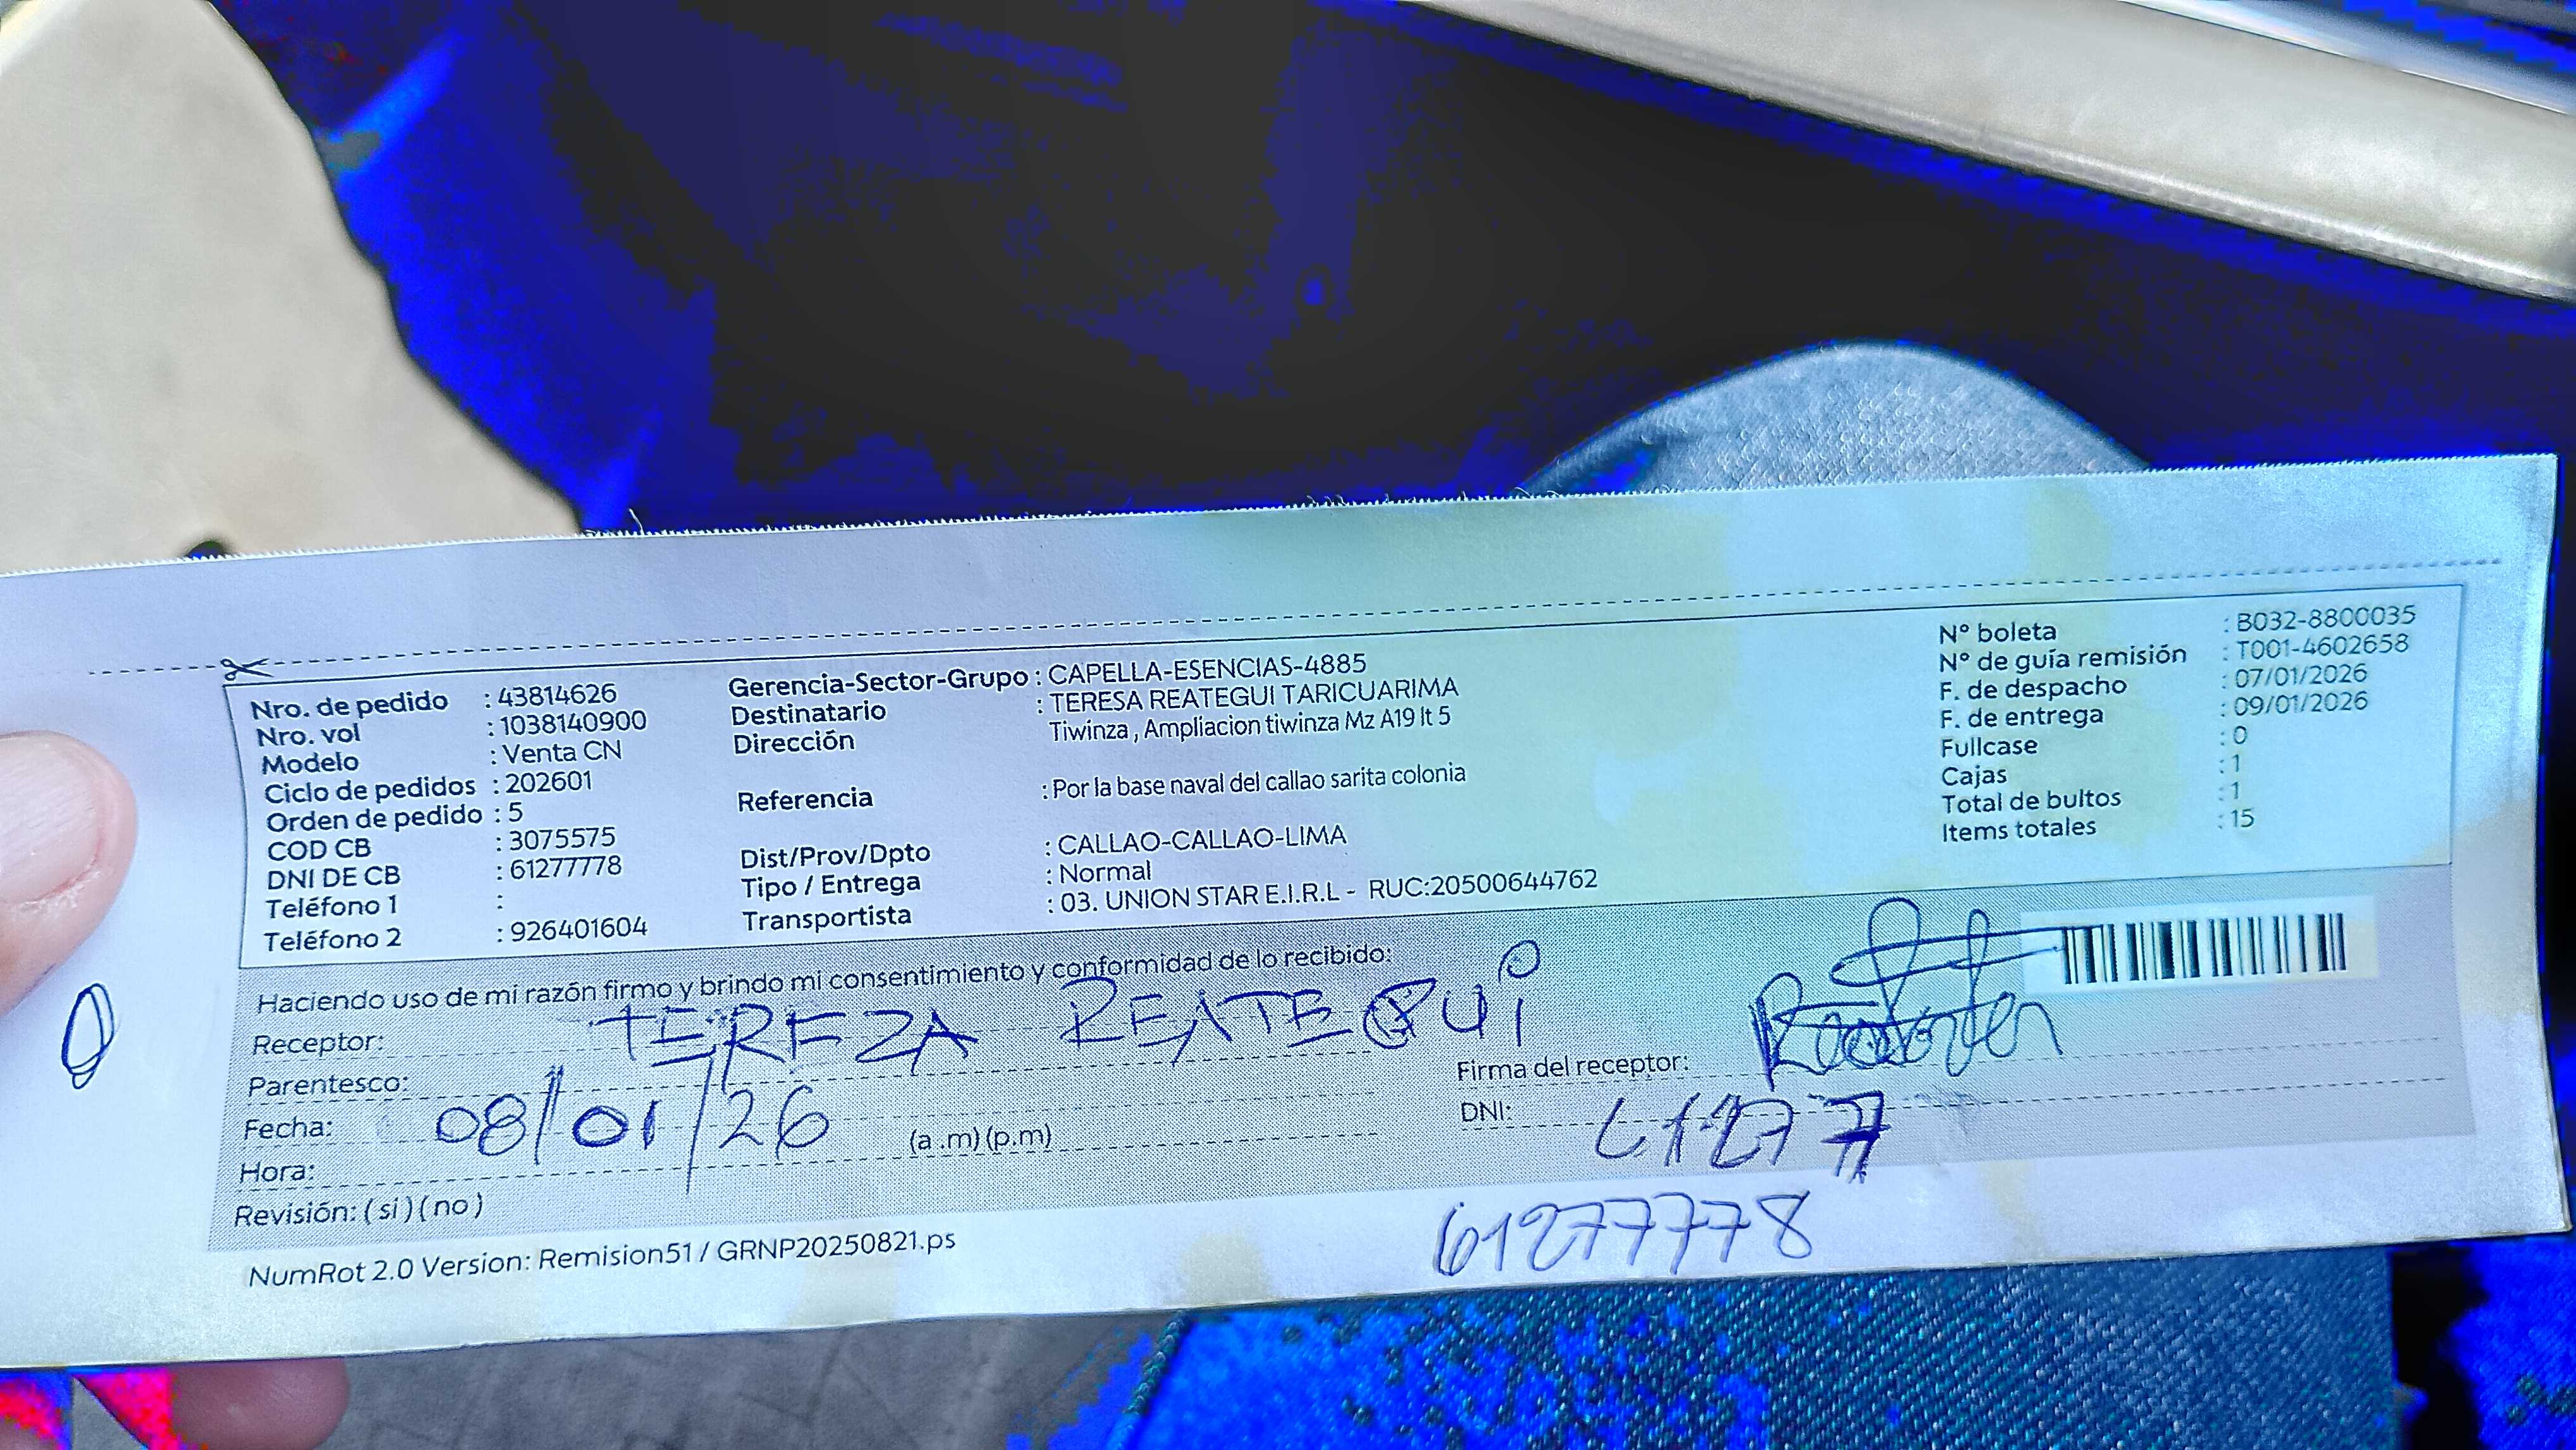 Nro. de pedido : 43814626
Nro. vol : 1038140900
Modelo : Venta CN
Ciclo de pedidos : 202601
Orden de pedido : 5
COD CB : 3075575
DNI DE CB : 61277778
Teléfono 1 :
Teléfono 2 : 926401604
Gerencia-Sector-Grupo : CAPELLA-ESENCIAS-4885
Destinatario : TERESA REATEGUI TARICUARIMA
Dirección Tiwinza , Ampliacion tiwinza Mz A19 lt 5
Referencia : Por la base naval del callao sarita colonia
Dist/Prov/Dpto : CALLAO-CALLAO-LIMA
Tipo / Entrega : Normal
Transportista : 03. UNION STAR E.I.R.L - RUC:20500644762
N° boleta : B032-8800035
N° de guía remisión : T001-4602658
F. de despacho : 07/01/2026
F. de entrega : 09/01/2026
Fullcase : 0
Cajas : 1
Total de bultos : 1
Items totales : 15
Haciendo uso de mi razón firmo y brindo mi consentimiento y conformidad de lo recibido:
Receptor: TEREZA REATEGUI
Parentesco:
Fecha: 08/01/26
Hora: (a .m) (p.m)
Revisión: ( si ) ( no )
Firma del receptor:
DNI: 61277
61277778
NumRot 2.0 Version: Remision51 / GRNP20250821.ps